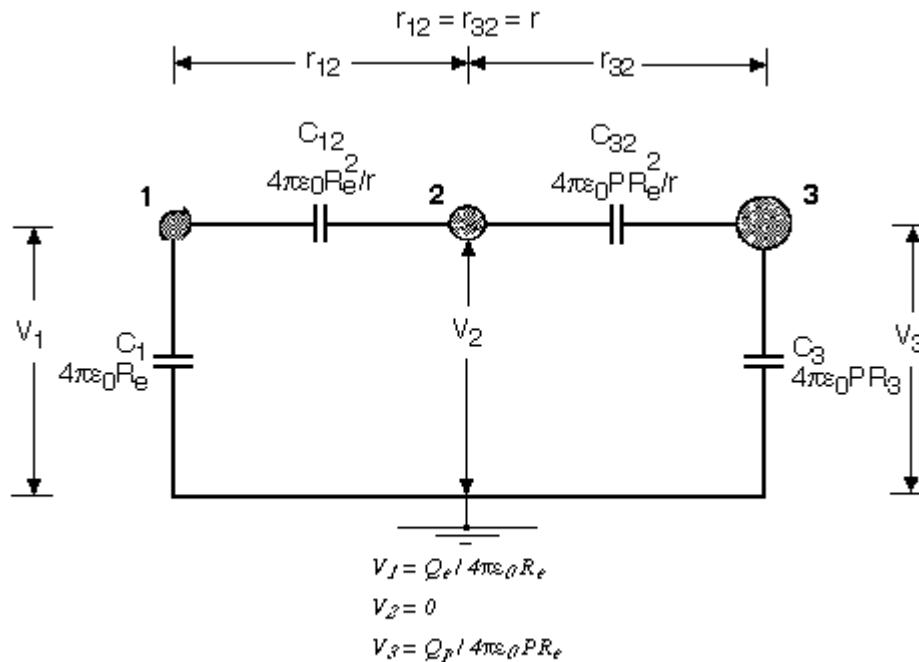 r₁₂ = r₃₂ = r
r₁₂ r₃₂
C₁₂ C₃₂
4πε₀Rₑ²/r 4πε₀PRₑ²/r
1 2 3
V₁ V₂ V₃
C₁ C₃
4πε₀Rₑ 4πε₀PR₃
V₁ = Qₑ / 4πε₀Rₑ
V₂ = 0
V₃ = Qₚ / 4πε₀PRₑ